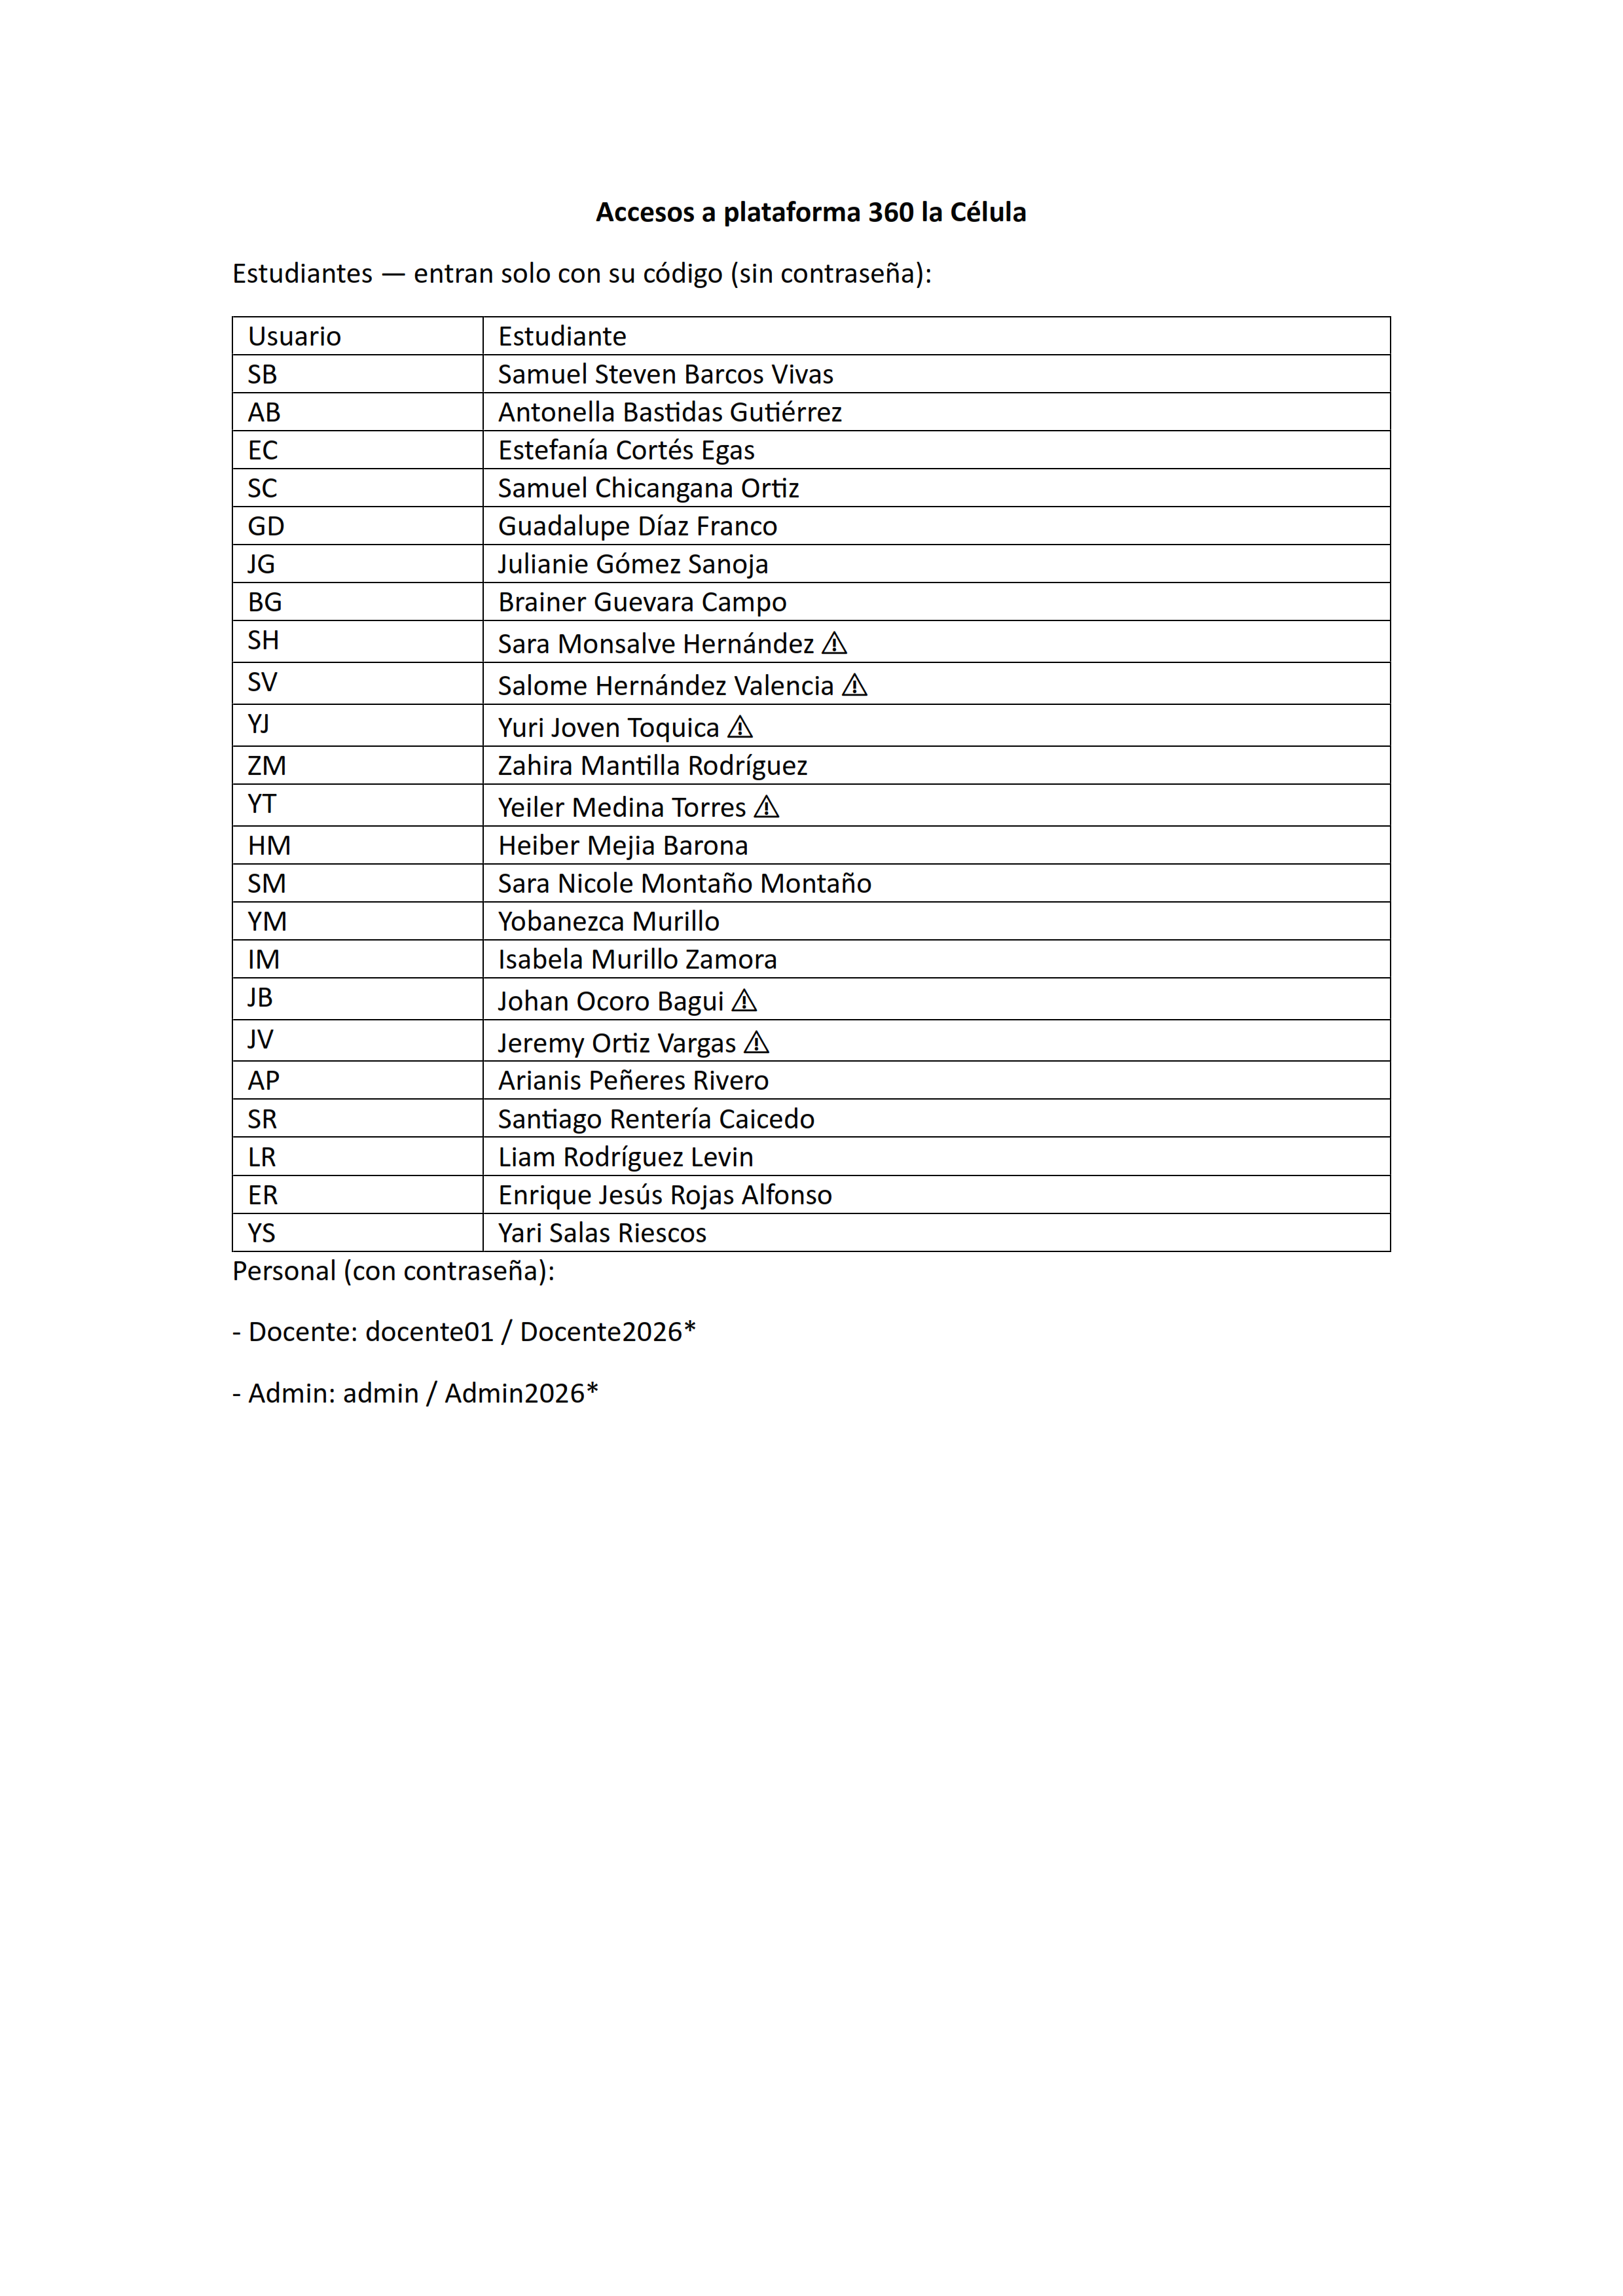 Accesos a plataforma 360 la Célula
Estudiantes — entran solo con su código (sin contraseña):
Usuario Estudiante
SB Samuel Steven Barcos Vivas
AB Antonella Bastidas Gutiérrez
EC Estefanía Cortés Egas
SC Samuel Chicangana Ortiz
GD Guadalupe Díaz Franco
JG Julianie Gómez Sanoja
BG Brainer Guevara Campo
SH Sara Monsalve Hernández ⚠
SV Salome Hernández Valencia ⚠
YJ Yuri Joven Toquica ⚠
ZM Zahira Mantilla Rodríguez
YT Yeiler Medina Torres ⚠
HM Heiber Mejia Barona
SM Sara Nicole Montaño Montaño
YM Yobanezca Murillo
IM Isabela Murillo Zamora
JB Johan Ocoro Bagui ⚠
JV Jeremy Ortiz Vargas ⚠
AP Arianis Peñeres Rivero
SR Santiago Rentería Caicedo
LR Liam Rodríguez Levin
ER Enrique Jesús Rojas Alfonso
YS Yari Salas Riescos
Personal (con contraseña):
- Docente: docente01 / Docente2026*
- Admin: admin / Admin2026*